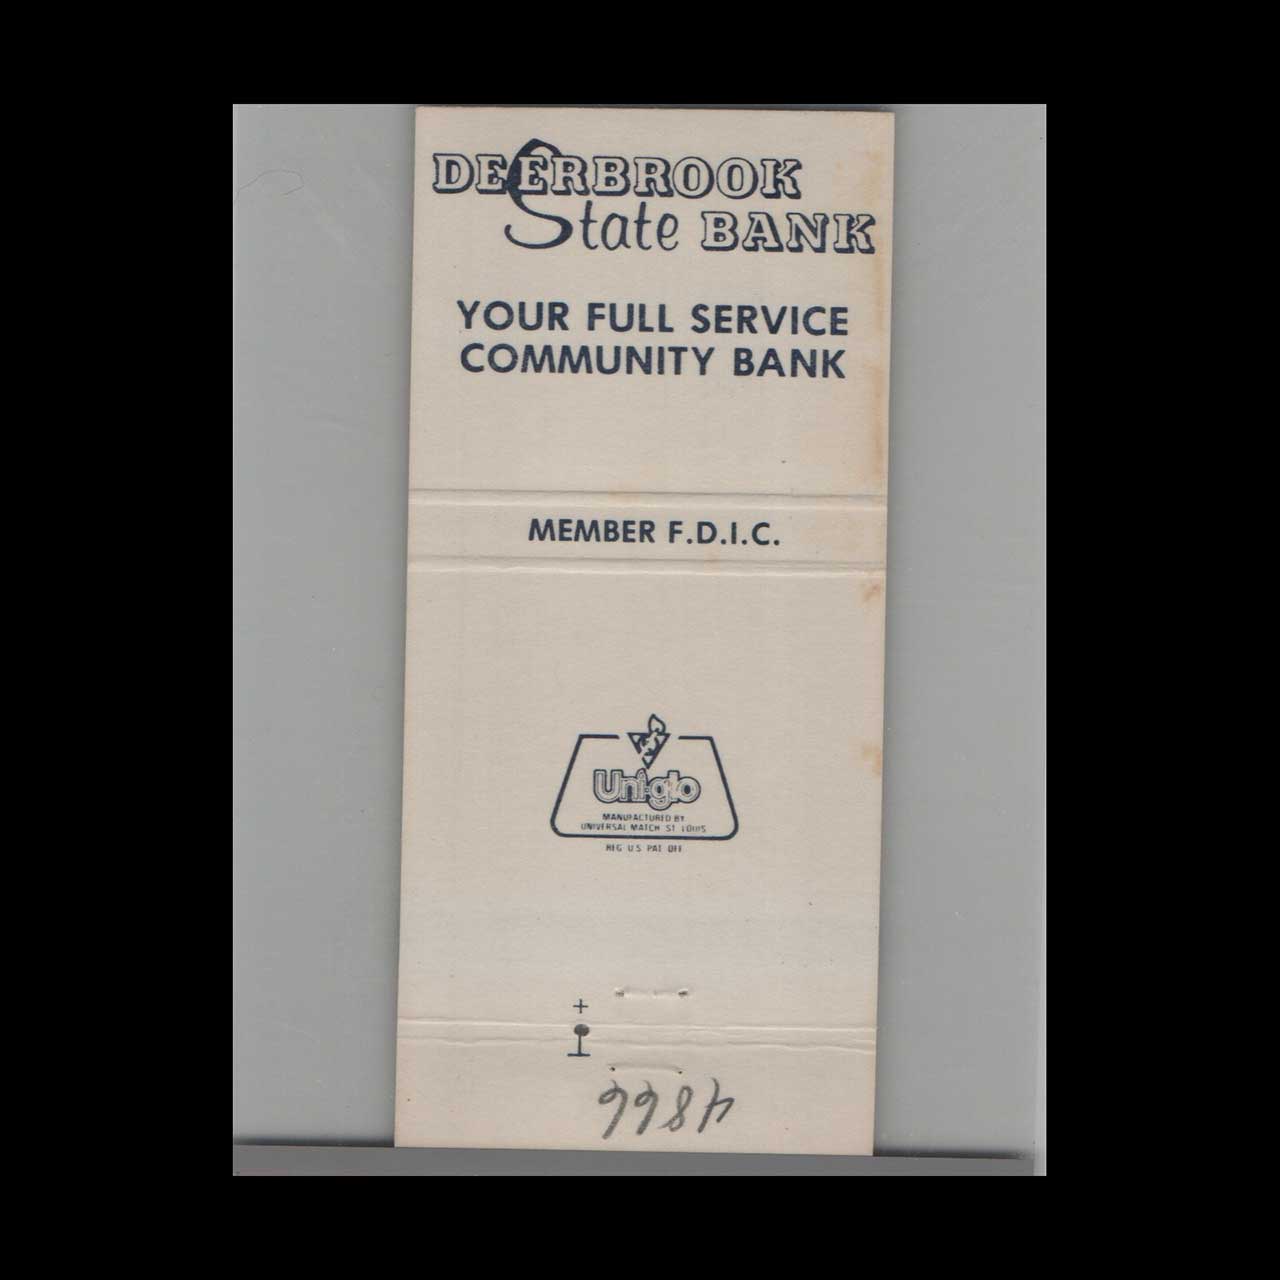 DEERBROOK
State BANK
YOUR FULL SERVICE
COMMUNITY BANK
MEMBER F.D.I.C.
Uni-glo
MANUFACTURED BY
UNIVERSAL MATCH ST LOUIS
REG U.S PAT OFF
+
4866